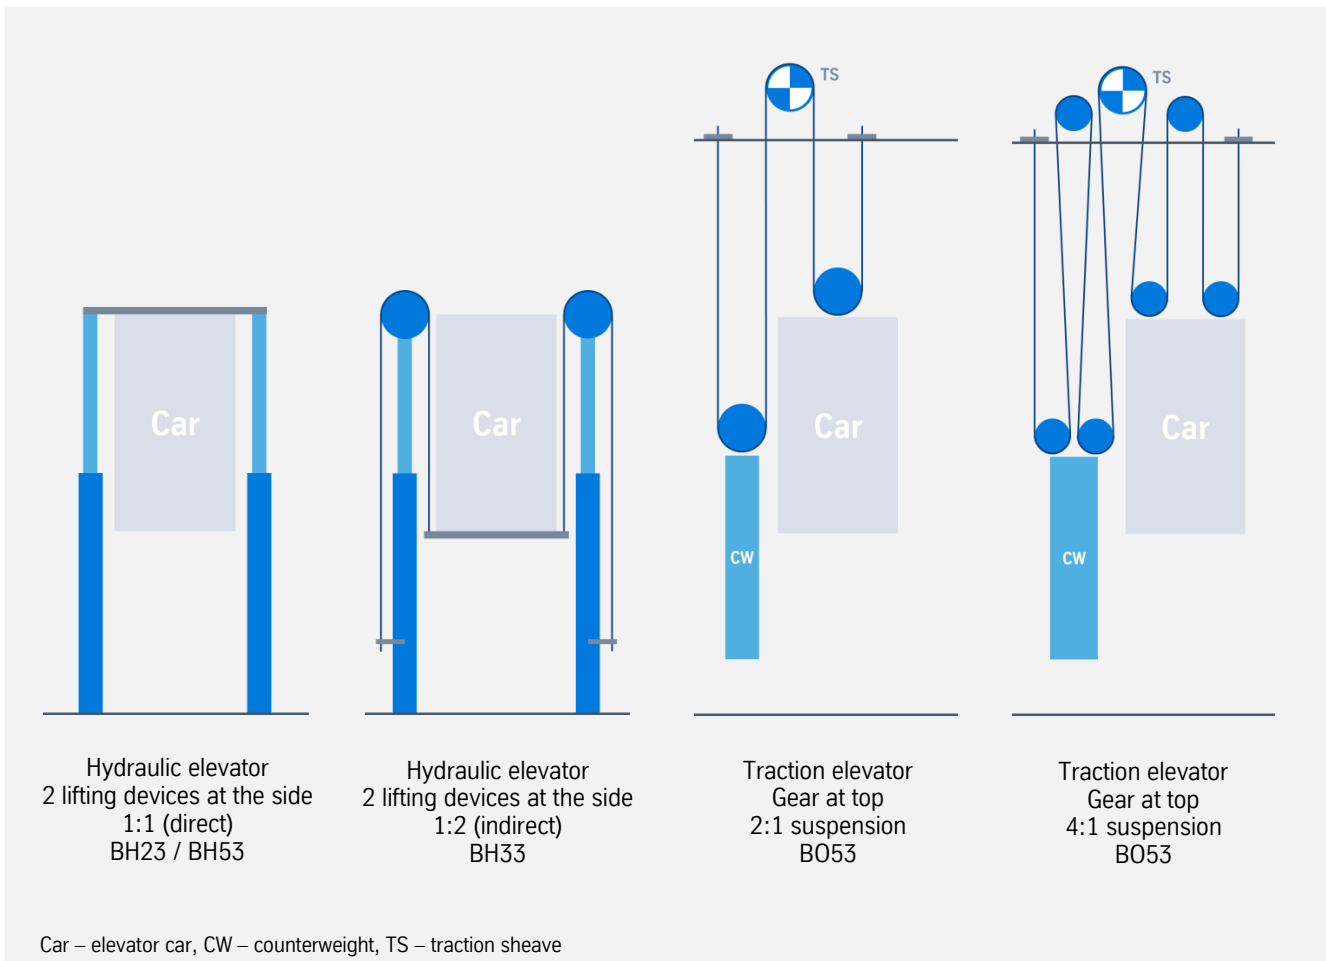 TS
TS
Car
Car
Car
Car
CW
CW
Hydraulic elevator
2 lifting devices at the side
1:1 (direct)
BH23 / BH53
Hydraulic elevator
2 lifting devices at the side
1:2 (indirect)
BH33
Traction elevator
Gear at top
2:1 suspension
BO53
Traction elevator
Gear at top
4:1 suspension
BO53
Car – elevator car, CW – counterweight, TS – traction sheave